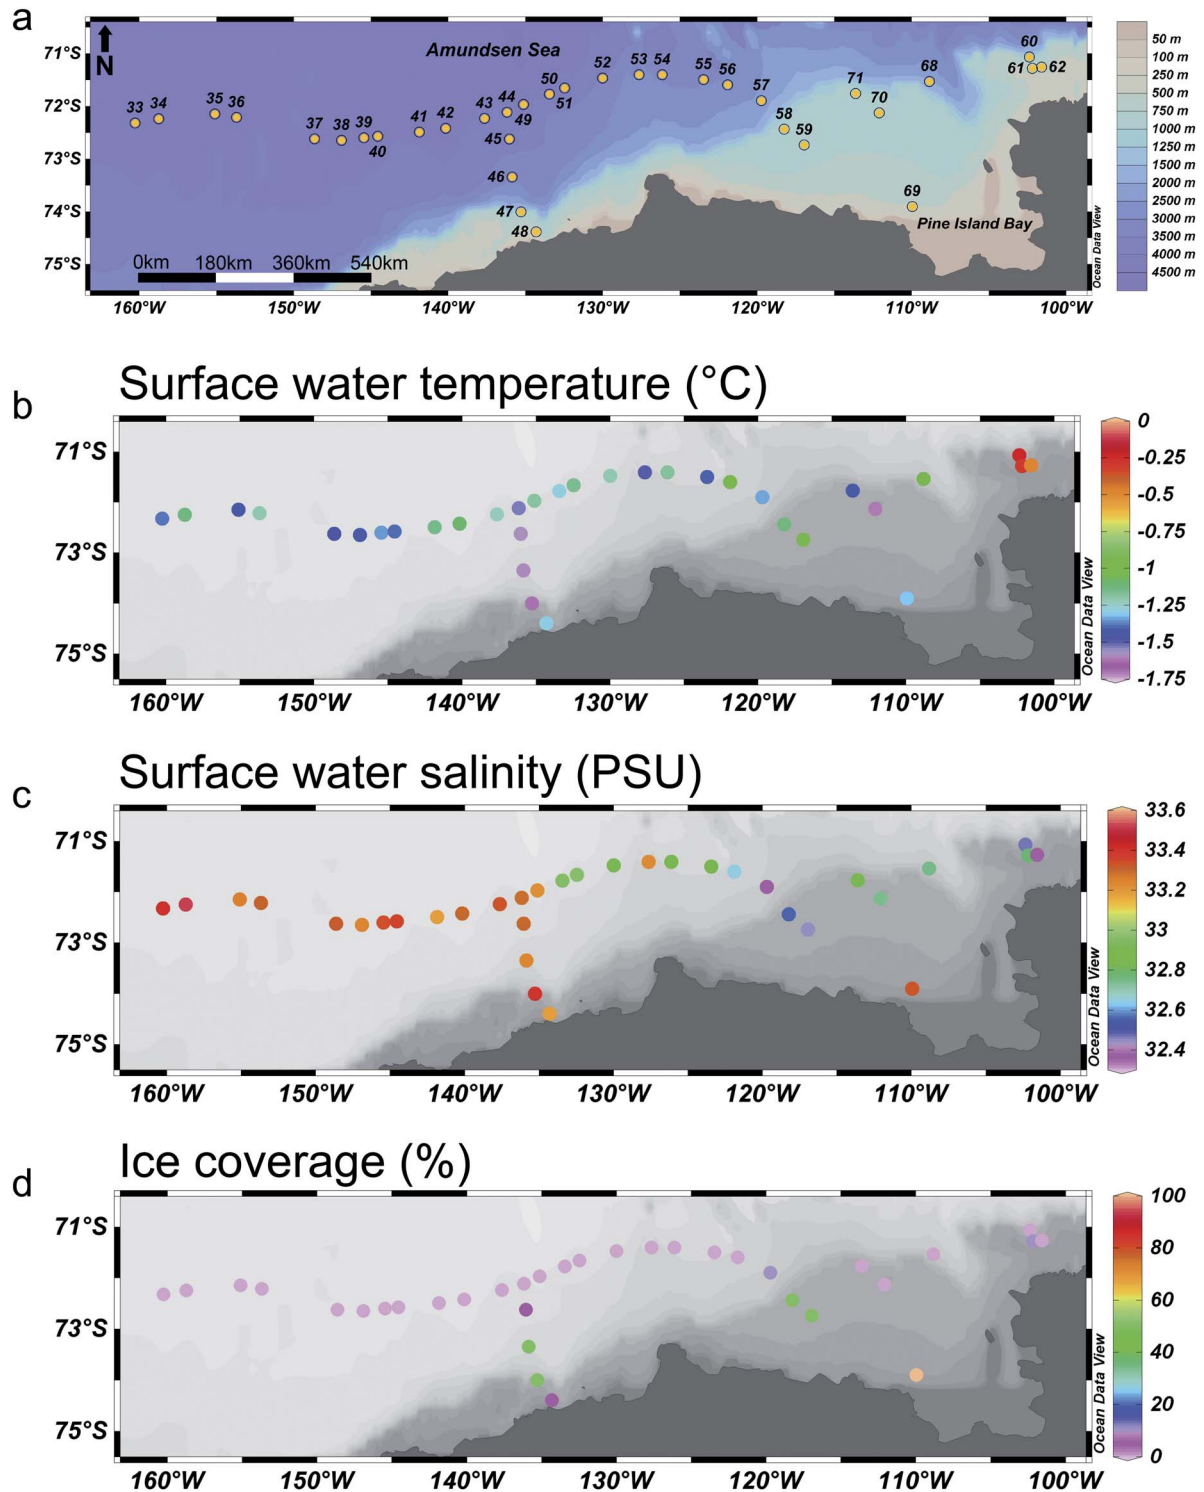 a
71°S
72°S
73°S
74°S
75°S
N
Amundsen Sea
33 34 35 36 37 38 39 40 41 42 43 44 45 46 47 48 49 50 51 52 53 54 55 56 57 58 59 60 61 62 68 69 70 71
Pine Island Bay
0km 180km 360km 540km
160°W 150°W 140°W 130°W 120°W 110°W 100°W
Ocean Data View
50 m
100 m
250 m
500 m
750 m
1000 m
1250 m
1500 m
2000 m
2500 m
3000 m
3500 m
4000 m
4500 m
Surface water temperature (°C)
b
71°S
73°S
75°S
160°W 150°W 140°W 130°W 120°W 110°W 100°W
Ocean Data View
0
-0.25
-0.5
-0.75
-1
-1.25
-1.5
-1.75
Surface water salinity (PSU)
c
71°S
73°S
75°S
160°W 150°W 140°W 130°W 120°W 110°W 100°W
Ocean Data View
33.6
33.4
33.2
33
32.8
32.6
32.4
Ice coverage (%)
d
71°S
73°S
75°S
160°W 150°W 140°W 130°W 120°W 110°W 100°W
Ocean Data View
100
80
60
40
20
0